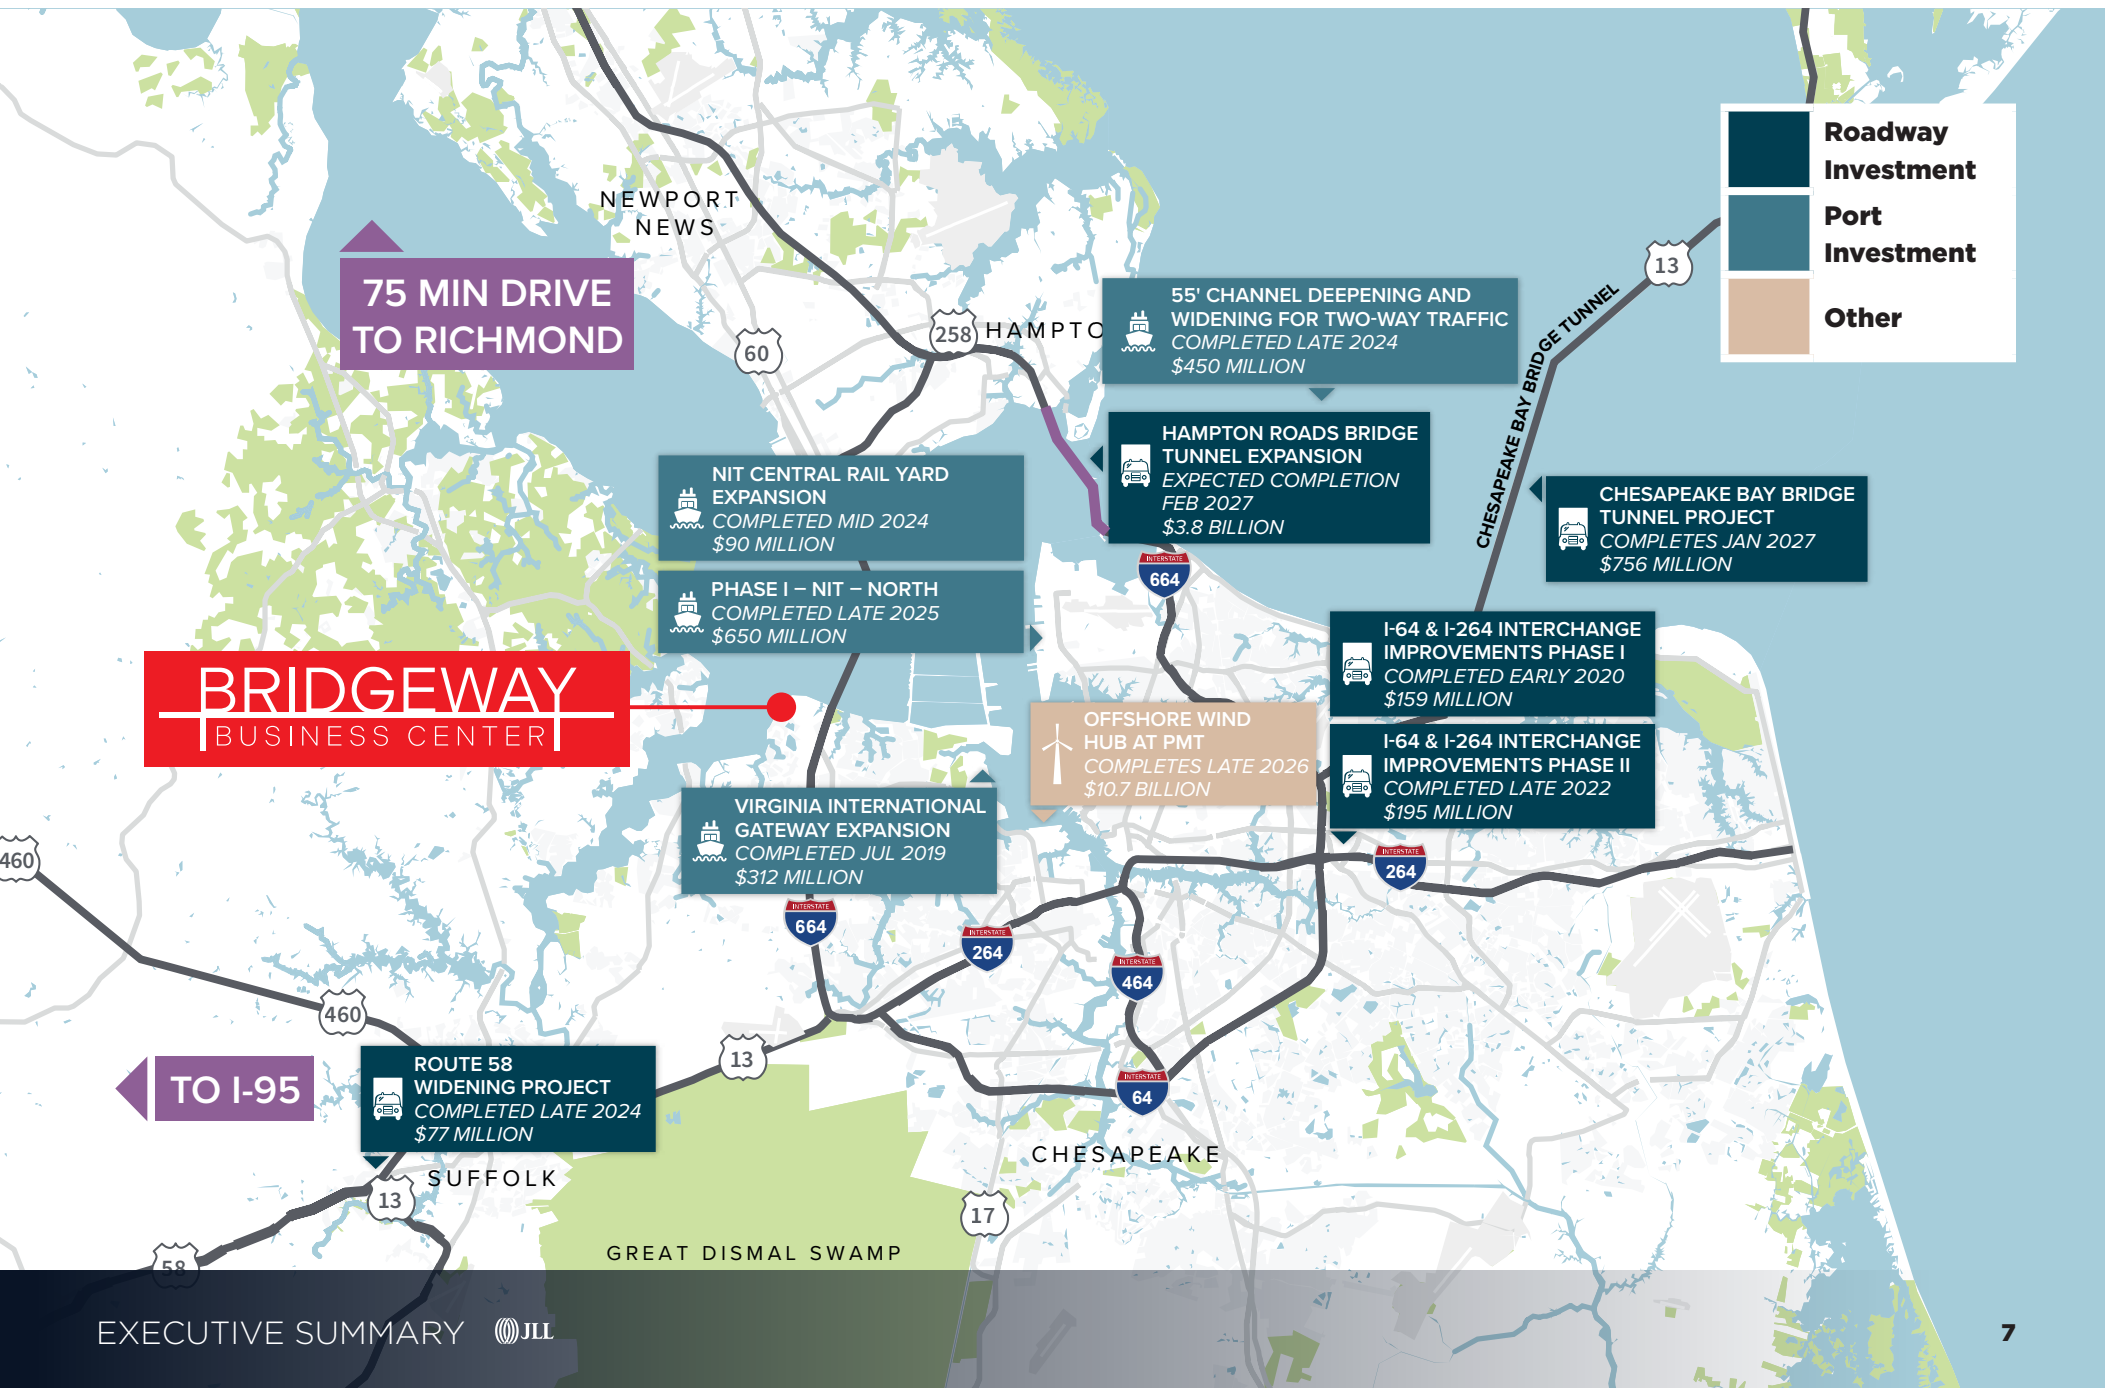 NEWPORT
NEWS
75 MIN DRIVE
TO RICHMOND
60
258
HAMPTO
55' CHANNEL DEEPENING AND
WIDENING FOR TWO-WAY TRAFFIC
COMPLETED LATE 2024
$450 MILLION
Roadway
Investment
Port
Investment
Other
13
CHESAPEAKE BAY BRIDGE TUNNEL
HAMPTON ROADS BRIDGE
TUNNEL EXPANSION
EXPECTED COMPLETION
FEB 2027
$3.8 BILLION
NIT CENTRAL RAIL YARD
EXPANSION
COMPLETED MID 2024
$90 MILLION
CHESAPEAKE BAY BRIDGE
TUNNEL PROJECT
COMPLETES JAN 2027
$756 MILLION
INTERSTATE
664
PHASE I – NIT – NORTH
COMPLETED LATE 2025
$650 MILLION
I-64 & I-264 INTERCHANGE
IMPROVEMENTS PHASE I
COMPLETED EARLY 2020
$159 MILLION
BRIDGEWAY
BUSINESS CENTER
OFFSHORE WIND
HUB AT PMT
COMPLETES LATE 2026
$10.7 BILLION
I-64 & I-264 INTERCHANGE
IMPROVEMENTS PHASE II
COMPLETED LATE 2022
$195 MILLION
VIRGINIA INTERNATIONAL
GATEWAY EXPANSION
COMPLETED JUL 2019
$312 MILLION
460
INTERSTATE
264
INTERSTATE
664
INTERSTATE
264
INTERSTATE
464
460
13
TO I-95
ROUTE 58
WIDENING PROJECT
COMPLETED LATE 2024
$77 MILLION
INTERSTATE
64
CHESAPEAKE
SUFFOLK
13
17
GREAT DISMAL SWAMP
58
EXECUTIVE SUMMARY
JLL
7